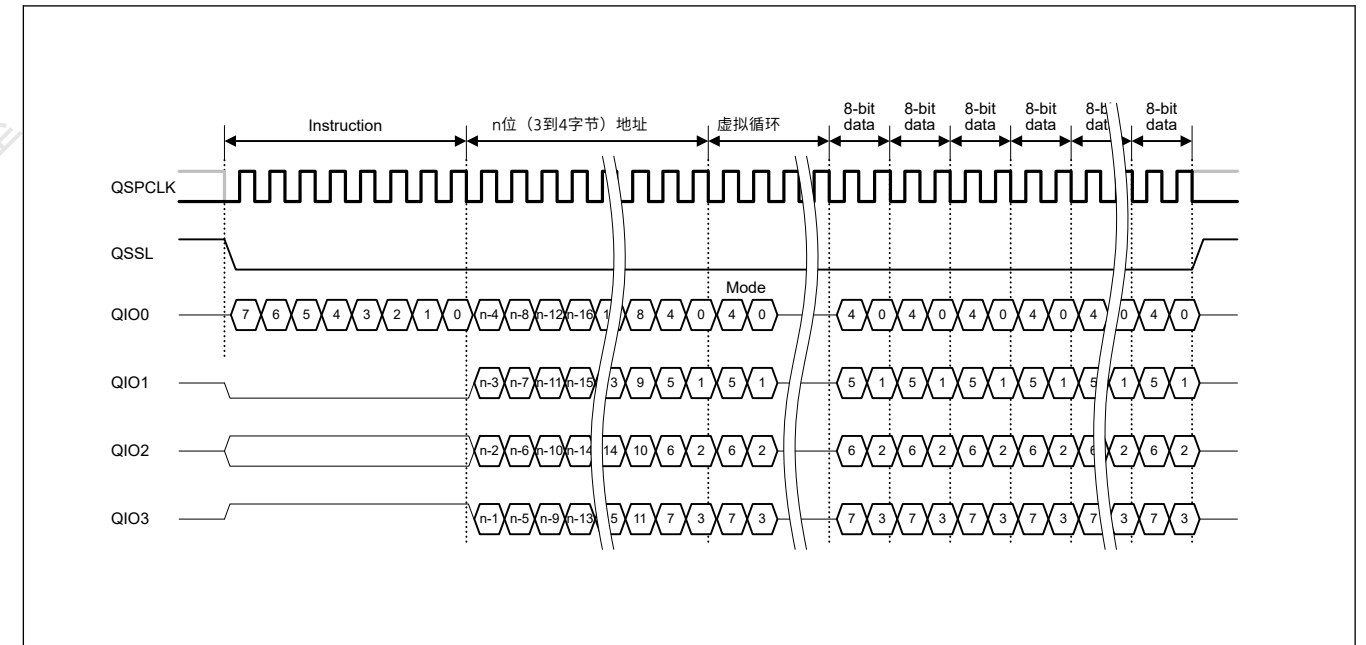 8-bit data 8-bit data 8-bit data 8-bit data 8-bit data 8-bit data
Instruction n位（3到4字节）地址 虚拟循环
QSPCLK
QSSL
Mode
QIO0 7 6 5 4 3 2 1 0 n-4 n-8 n-12 n-16 1 8 4 0 4 0 4 0 4 0 4 0 4 0 4 0 4 0
QIO1 n-3 n-7 n-11 n-15 3 9 5 1 5 1 5 1 5 1 5 1 5 1 5 1 5 1
QIO2 n-2 n-6 n-10 n-14 14 10 6 2 6 2 6 2 6 2 6 2 6 2 6 2 6 2
QIO3 n-1 n-5 n-9 n-13 5 11 7 3 7 3 7 3 7 3 7 3 7 3 7 3 7 3